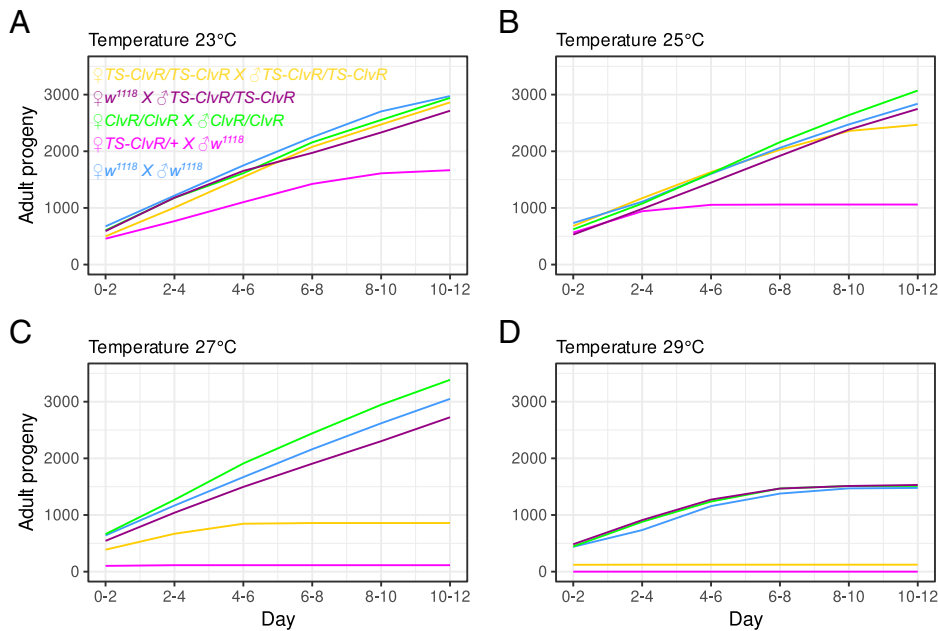 A
Temperature 23°C
♀TS-ClvR/TS-ClvR X ♂TS-ClvR/TS-ClvR
♀w1118 X ♂TS-ClvR/TS-ClvR
♀ClvR/ClvR X ♂ClvR/ClvR
♀TS-ClvR/+ X ♂w1118
♀w1118 X ♂w1118
Adult progeny
3000
2000
1000
0
0-2 2-4 4-6 6-8 8-10 10-12
B
Temperature 25°C
3000
2000
1000
0
0-2 2-4 4-6 6-8 8-10 10-12
C
Temperature 27°C
Adult progeny
3000
2000
1000
0
0-2 2-4 4-6 6-8 8-10 10-12
Day
D
Temperature 29°C
3000
2000
1000
0
0-2 2-4 4-6 6-8 8-10 10-12
Day